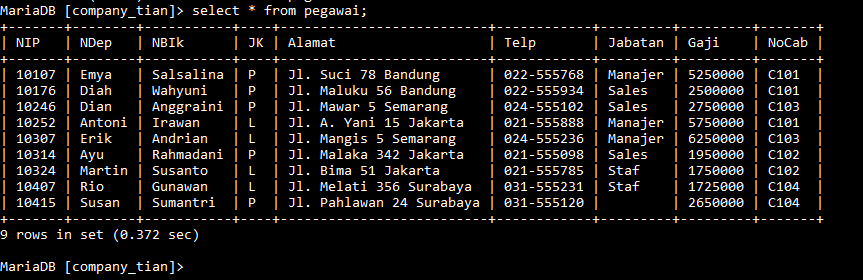 MariaDB [company_tian]> select * from pegawai;
+-------+--------+-----------+----+-------------------------+------------+---------+---------+-------+
| NIP   | NDep   | NBIk      | JK | Alamat                  | Telp       | Jabatan | Gaji    | NoCab |
+-------+--------+-----------+----+-------------------------+------------+---------+---------+-------+
| 10107 | Emya   | Salsalina | P  | Jl. Suci 78 Bandung     | 022-555768 | Manajer | 5250000 | C101  |
| 10176 | Diah   | Wahyuni   | P  | Jl. Maluku 56 Bandung   | 022-555934 | Sales   | 2500000 | C101  |
| 10246 | Dian   | Anggraini | P  | Jl. Mawar 5 Semarang    | 024-555102 | Sales   | 2750000 | C103  |
| 10252 | Antoni | Irawan    | L  | Jl. A. Yani 15 Jakarta  | 021-555888 | Manajer | 5750000 | C101  |
| 10307 | Erik   | Andrian   | L  | Jl. Mangis 5 Semarang   | 024-555236 | Manajer | 6250000 | C103  |
| 10314 | Ayu    | Rahmadani | P  | Jl. Malaka 342 Jakarta  | 021-555098 | Sales   | 1950000 | C102  |
| 10324 | Martin | Susanto   | L  | Jl. Bima 51 Jakarta     | 021-555785 | Staf    | 1750000 | C102  |
| 10407 | Rio    | Gunawan   | L  | Jl. Melati 356 Surabaya | 031-555231 | Staf    | 1725000 | C104  |
| 10415 | Susan  | Sumantri  | P  | Jl. Pahlawan 24 Surabaya | 031-555120 |         | 2650000 | C104  |
+-------+--------+-----------+----+-------------------------+------------+---------+---------+-------+
9 rows in set (0.372 sec)
MariaDB [company_tian]>